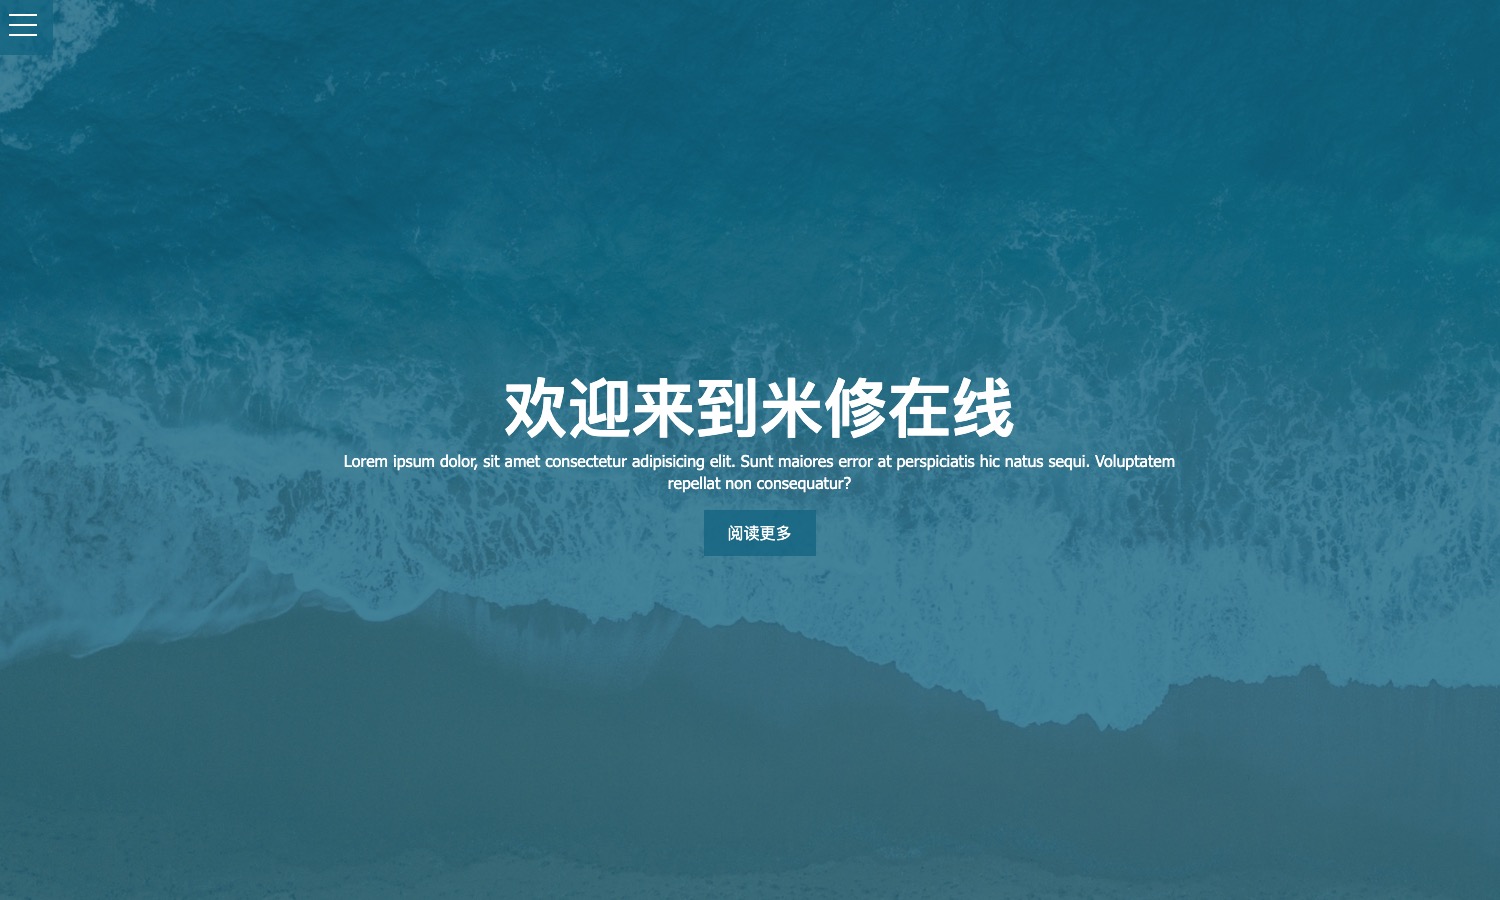 欢迎来到米修在线
Lorem ipsum dolor, sit amet consectetur adipisicing elit. Sunt maiores error at perspiciatis hic natus sequi. Voluptatem
repellat non consequatur?
阅读更多